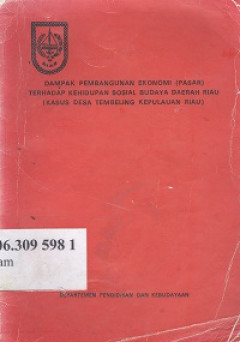 RIAU
DAMPAK PEMBANGUNAN EKONOMI (PASAR)
TERHADAP KEHIDUPAN SOSIAL BUDAYA DAERAH RIAU
(KASUS DESA TEMBELING KEPULAUAN RIAU)
06.309 598 1
am
DEPARTEMEN PENDIDIKAN DAN KEBUDAYAAN